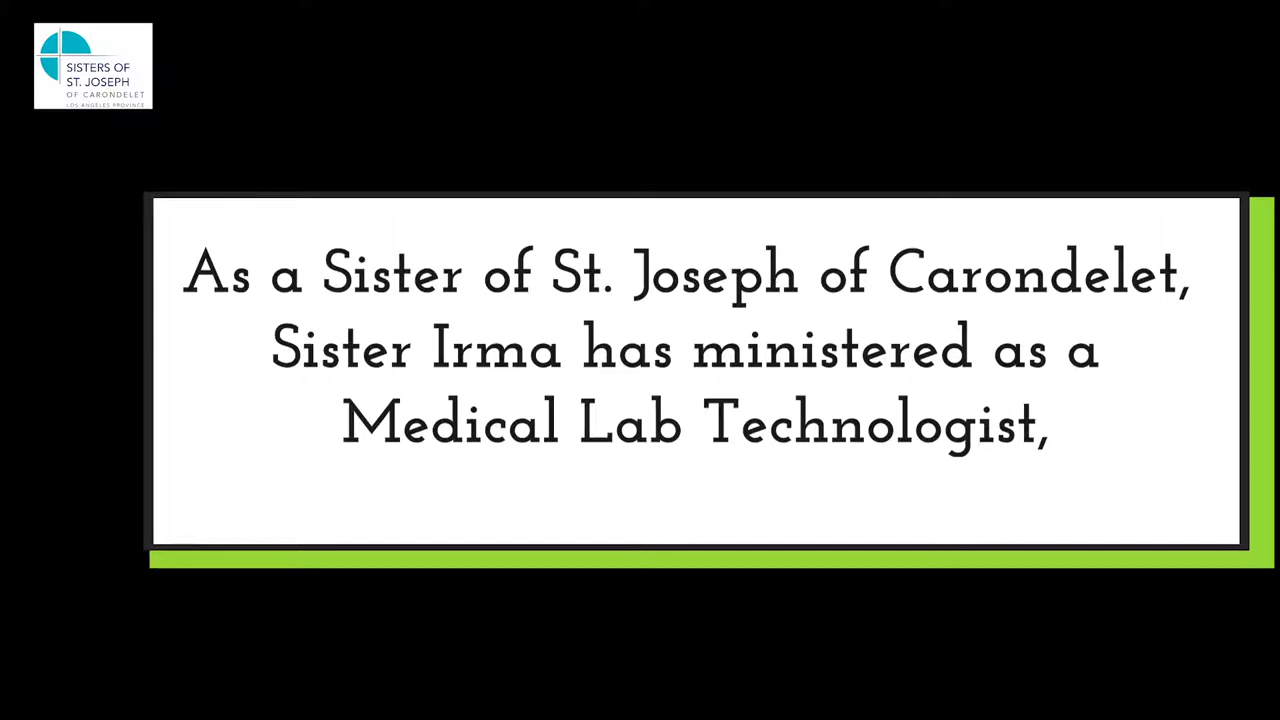 SISTERS OF
ST. JOSEPH
OF CARONDELET
LOS ANGELES PROVINCE
As a Sister of St. Joseph of Carondelet,
Sister Irma has ministered as a
Medical Lab Technologist,